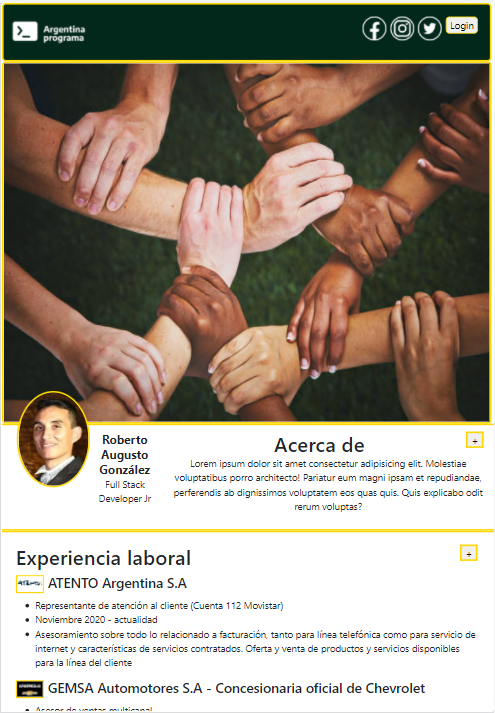 Argentina
programa
Login
Roberto
Augusto
González
Full Stack
Developer Jr
Acerca de
+
Lorem ipsum dolor sit amet consectetur adipisicing elit. Molestiae
voluptatibus porro architecto! Pariatur eum magni ipsam et repudiandae,
perferendis ab dignissimos voluptatem eos quas quis. Quis explicabo odit
rerum voluptas?
Experiencia laboral
+
ATENTO Argentina S.A
Representante de atención al cliente (Cuenta 112 Movistar)
Noviembre 2020 - actualidad
Asesoramiento sobre todo lo relacionado a facturación, tanto para línea telefónica como para servicio de
internet y características de servicios contratados. Oferta y venta de productos y servicios disponibles
para la línea del cliente
GEMSA Automotores S.A - Concesionaria oficial de Chevrolet
Asesor de ventas multicanal